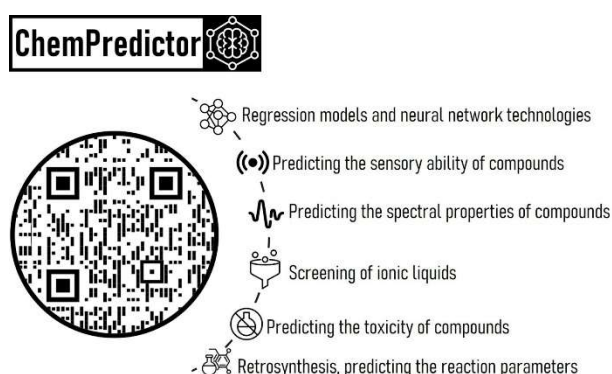 ChemPredictor
Regression models and neural network technologies
Predicting the sensory ability of compounds
Predicting the spectral properties of compounds
Screening of ionic liquids
Predicting the toxicity of compounds
Retrosynthesis, predicting the reaction parameters